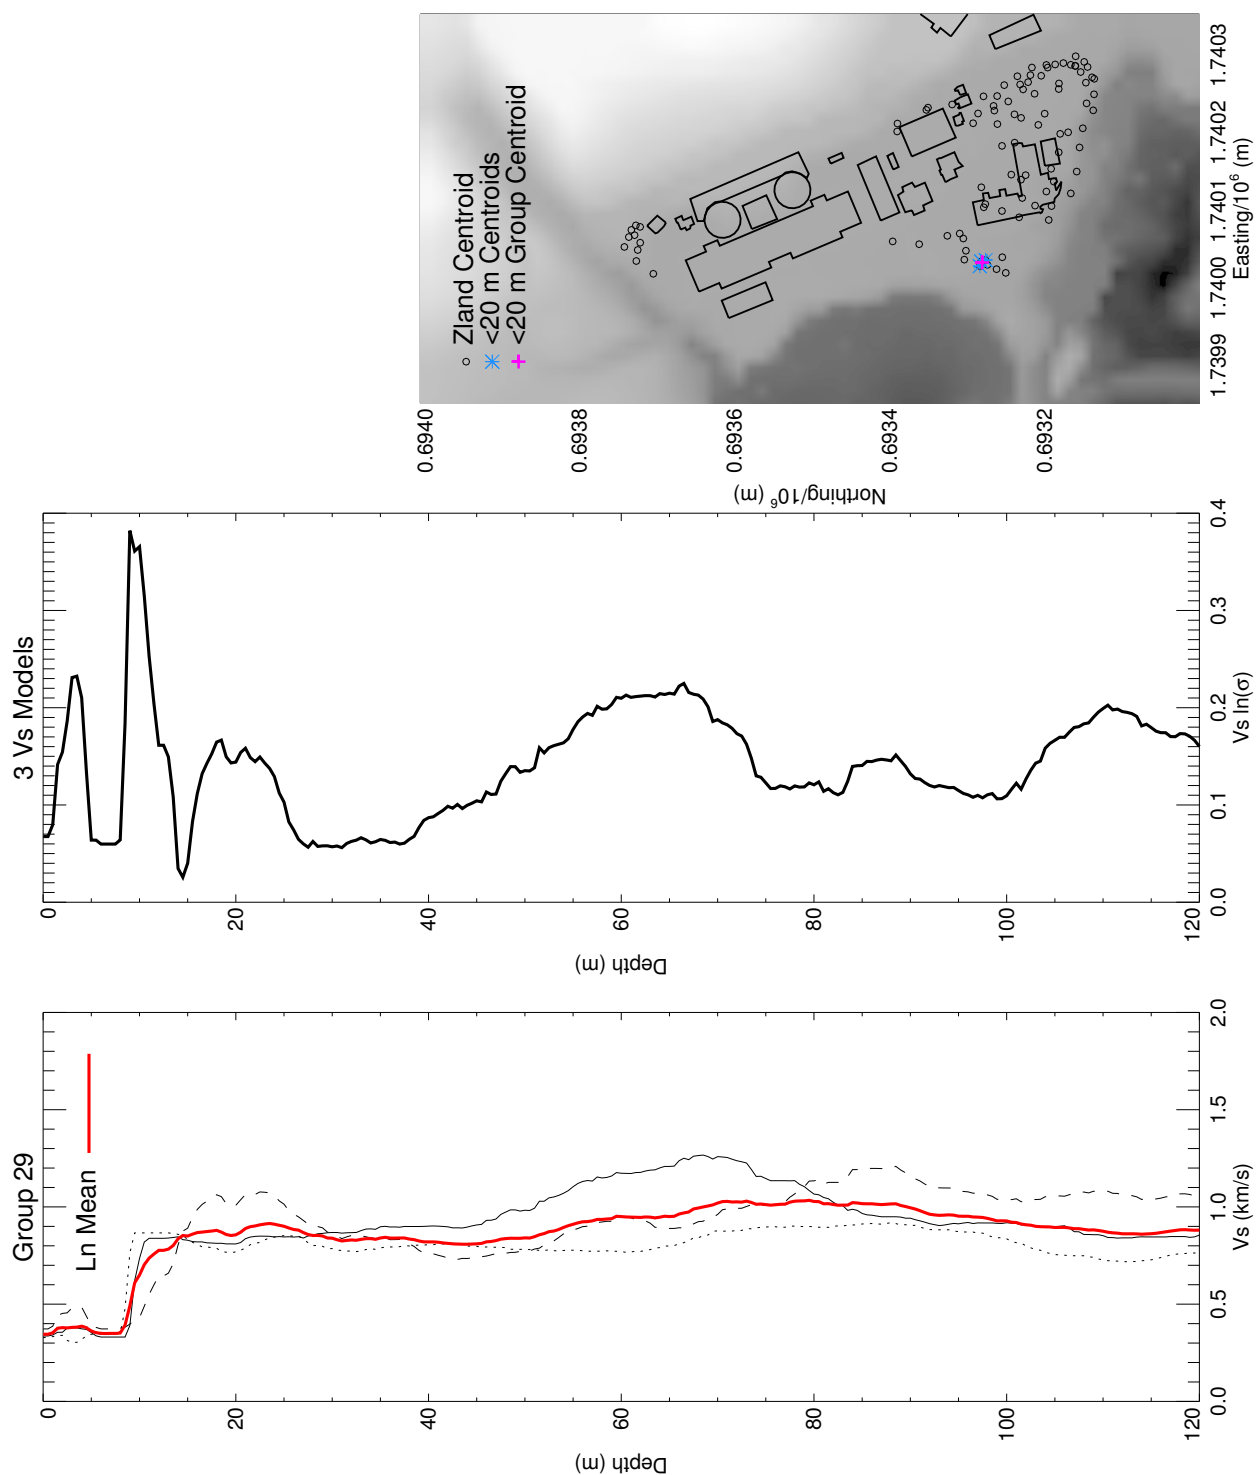 Group 29
Ln Mean
0
20
40
60
80
100
120
Depth (m)
0.0
0.5
1.0
1.5
2.0
Vs (km/s)
3 Vs Models
0
20
40
60
80
100
120
Depth (m)
0.0
0.1
0.2
0.3
0.4
Vs ln(σ)
Zland Centroid
<20 m Centroids
<20 m Group Centroid
0.6940
0.6938
0.6936
0.6934
0.6932
Northing/10⁶ (m)
1.7399
1.7400
1.7401
1.7402
1.7403
Easting/10⁶ (m)